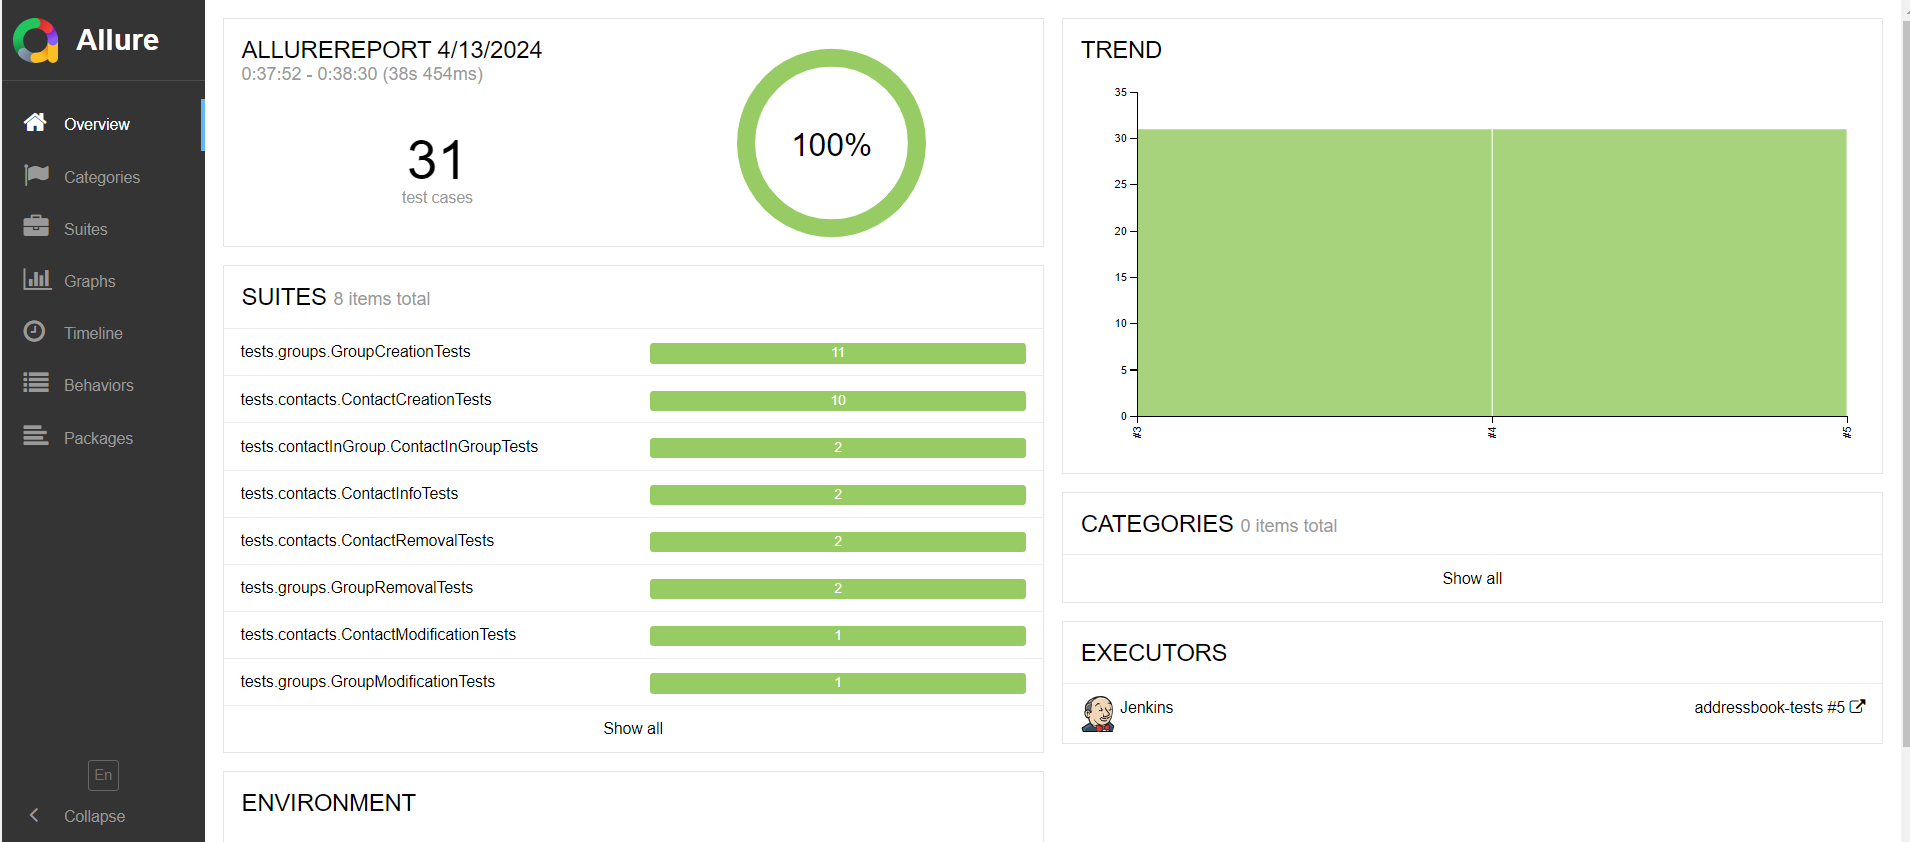 Allure
Overview
Categories
Suites
Graphs
Timeline
Behaviors
Packages
En
Collapse
ALLUREREPORT 4/13/2024
0:37:52 - 0:38:30 (38s 454ms)
31
test cases
100%
SUITES 8 items total
tests.groups.GroupCreationTests 11
tests.contacts.ContactCreationTests 10
tests.contactInGroup.ContactInGroupTests 2
tests.contacts.ContactInfoTests 2
tests.contacts.ContactRemovalTests 2
tests.groups.GroupRemovalTests 2
tests.contacts.ContactModificationTests 1
tests.groups.GroupModificationTests 1
Show all
ENVIRONMENT
TREND
35
30
25
20
15
10
5
0
#3 #4 #5
CATEGORIES 0 items total
Show all
EXECUTORS
Jenkins addressbook-tests #5